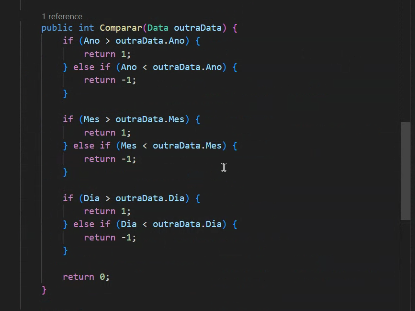 1 reference
public int Comparar(Data outraData) {
if (Ano > outraData.Ano) {
return 1;
} else if (Ano < outraData.Ano) {
return -1;
}
if (Mes > outraData.Mes) {
return 1;
} else if (Mes < outraData.Mes) {
return -1;
}
if (Dia > outraData.Dia) {
return 1;
} else if (Dia < outraData.Dia) {
return -1;
}
return 0;
}